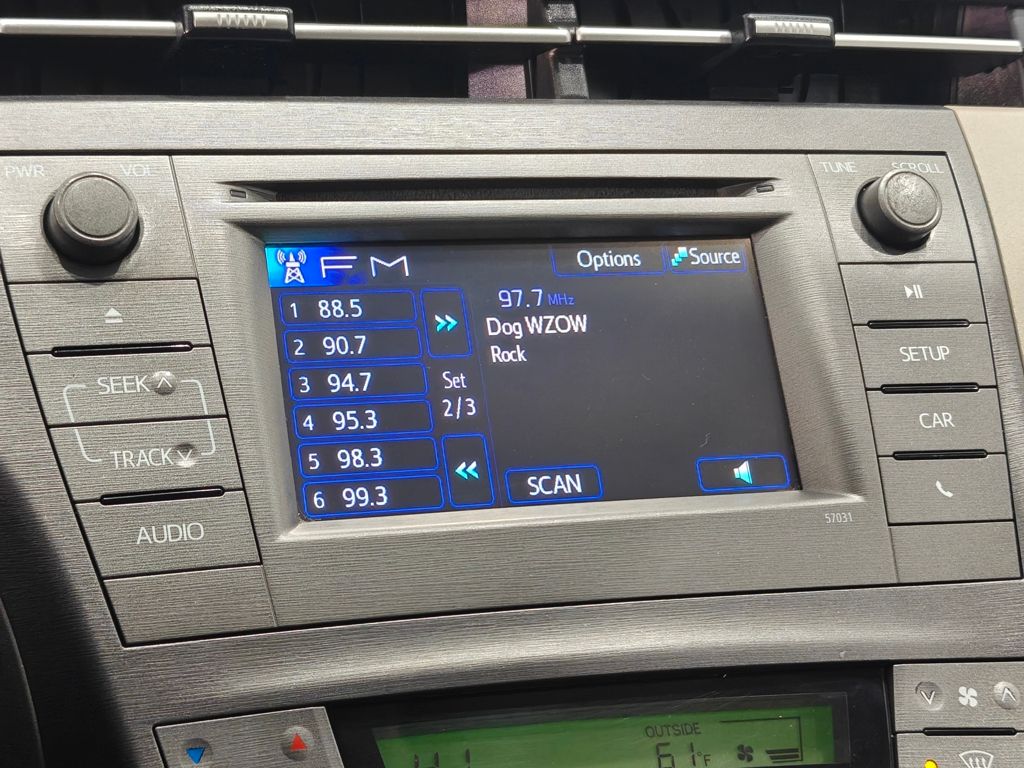 PWR VOL
TUNE SCROLL
FM Options Source
1 88.5
2 90.7
3 94.7
4 95.3
5 98.3
6 99.3
Set
2/3
97.7 MHz
Dog WZOW
Rock
SCAN
SEEK
TRACK
AUDIO
SETUP
CAR
57031
OUTSIDE
61°F